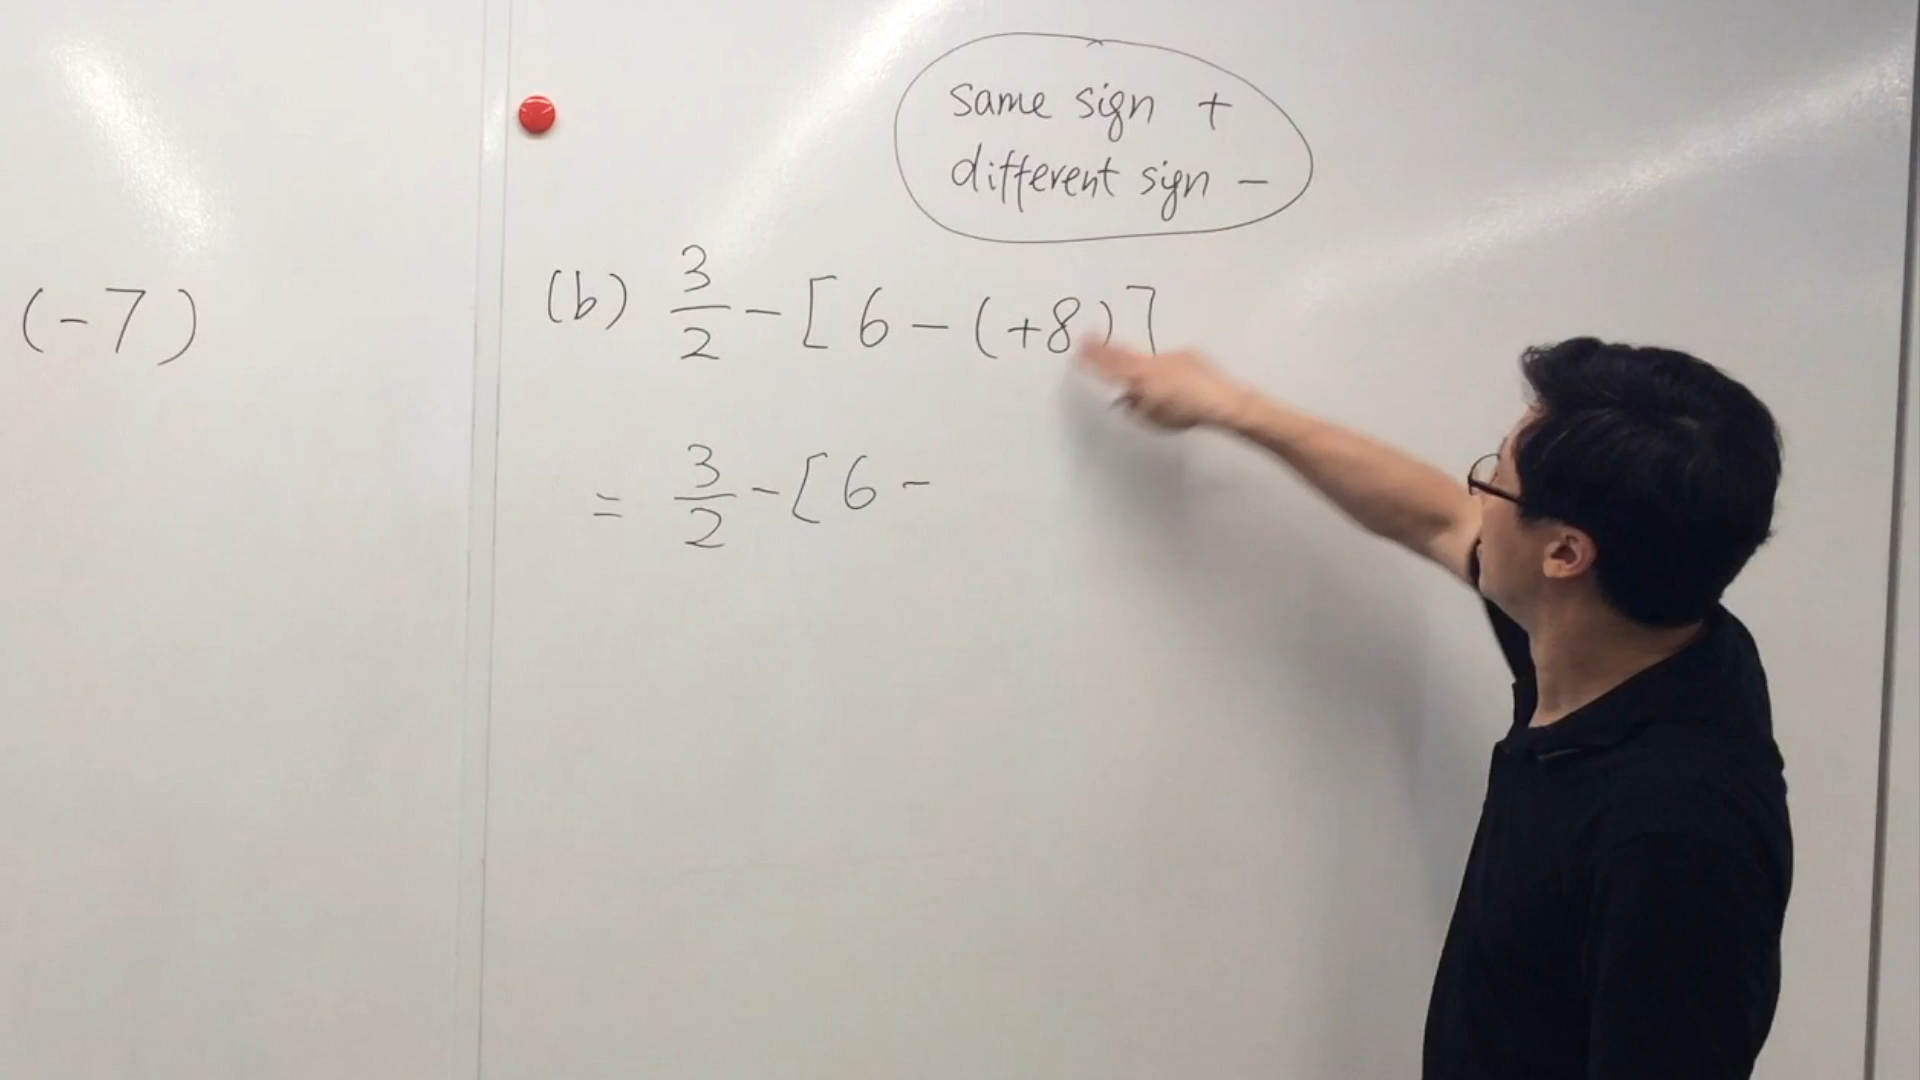 same sign +
different sign −
(-7)
(b) 3/2 - [6 - (+8)]
= 3/2 - [6 -